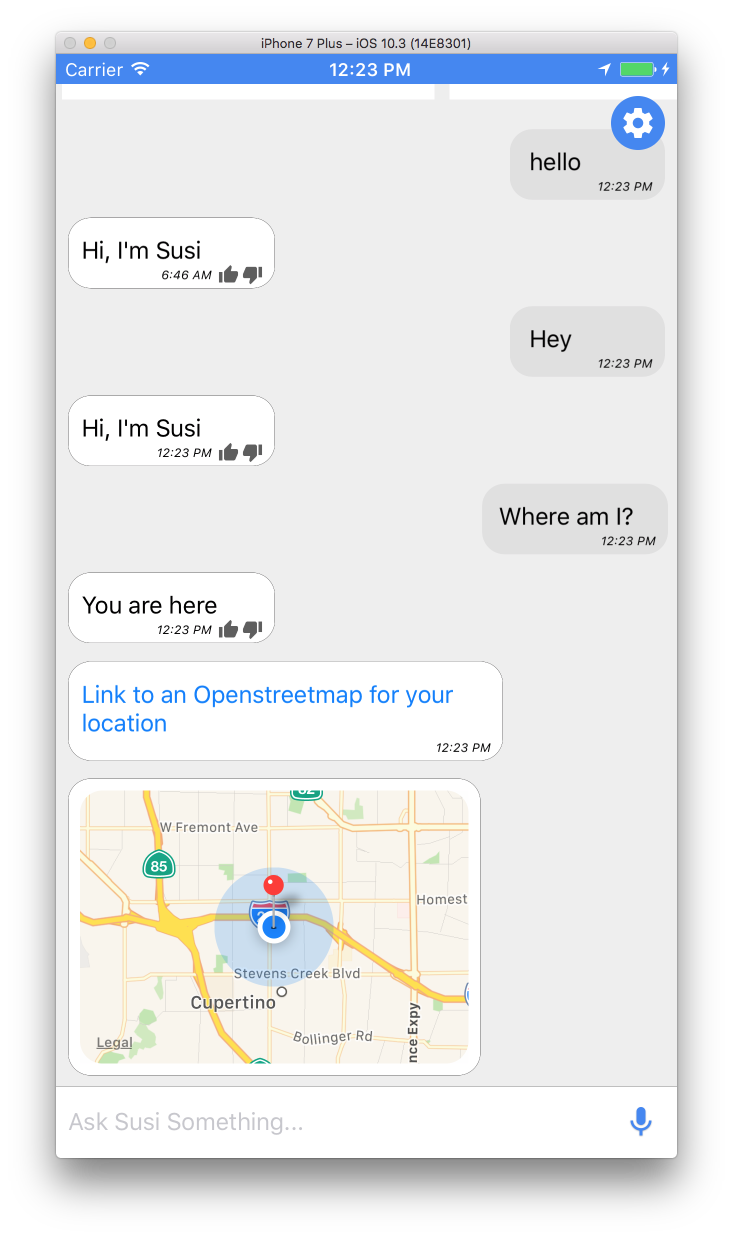 iPhone 7 Plus – iOS 10.3 (14E8301)
Carrier
12:23 PM
hello
12:23 PM
Hi, I'm Susi
6:46 AM
Hey
12:23 PM
Hi, I'm Susi
12:23 PM
Where am I?
12:23 PM
You are here
12:23 PM
Link to an Openstreetmap for your
location
12:23 PM
W Fremont Ave
85
Homest
Stevens Creek Blvd
Cupertino
Bollinger Rd
nce Expy
Legal
Ask Susi Something...